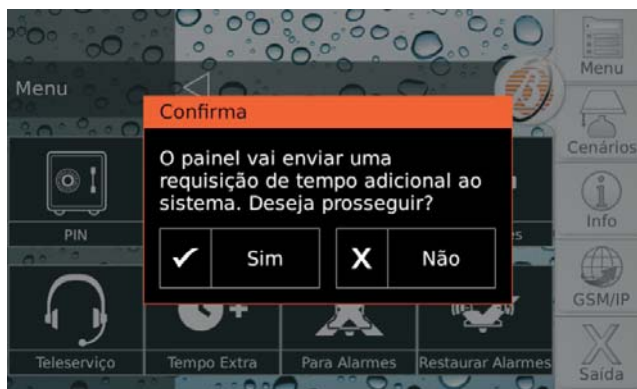 Menu
Menu
Confirma
O painel vai enviar uma
requisição de tempo adicional ao
sistema. Deseja prosseguir?
Sim
Não
Cenários
Info
PIN
GSM/IP
Teleserviço
Tempo Extra
Para Alarmes
Restaurar Alarmes
Saída